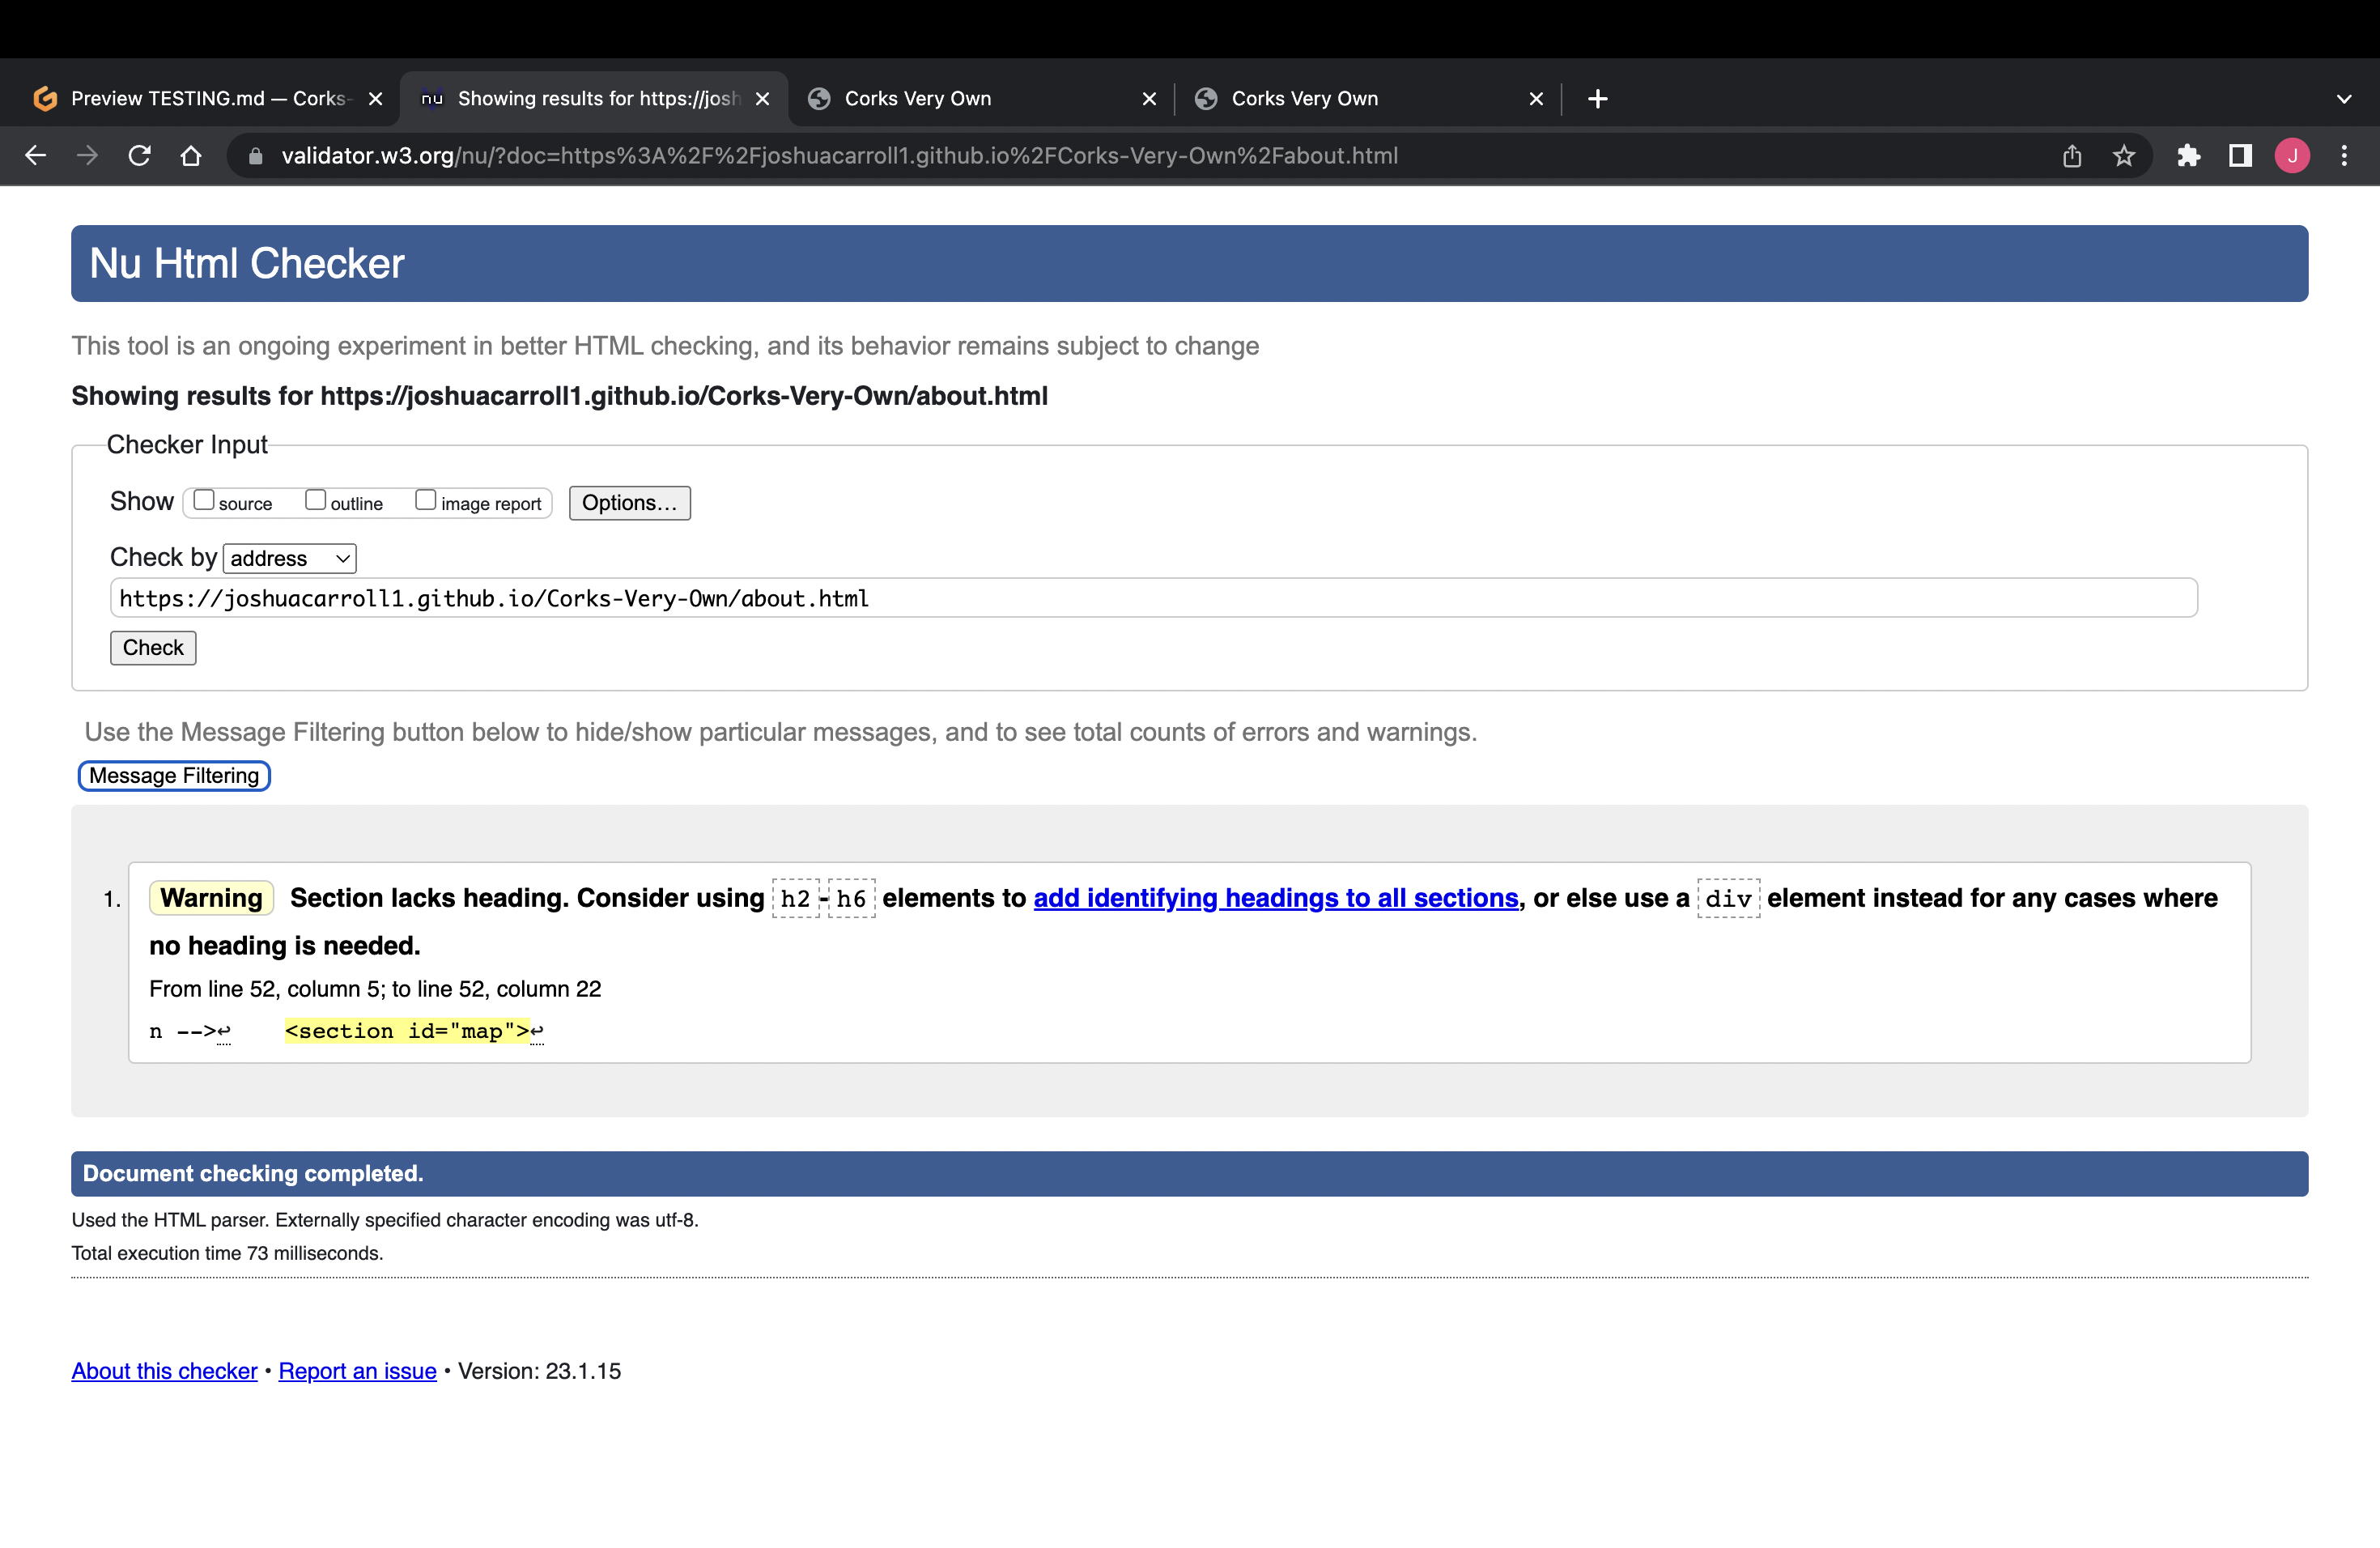 Preview TESTING.md — Corks-
nu Showing results for https://josh
Corks Very Own
Corks Very Own
validator.w3.org/nu/?doc=https%3A%2F%2Fjoshuacarroll1.github.io%2FCorks-Very-Own%2Fabout.html
J
Nu Html Checker
This tool is an ongoing experiment in better HTML checking, and its behavior remains subject to change
Showing results for https://joshuacarroll1.github.io/Corks-Very-Own/about.html
Checker Input
Show source outline image report Options...
Check by address
https://joshuacarroll1.github.io/Corks-Very-Own/about.html
Check
Use the Message Filtering button below to hide/show particular messages, and to see total counts of errors and warnings.
Message Filtering
1. Warning Section lacks heading. Consider using h2-h6 elements to add identifying headings to all sections, or else use a div element instead for any cases where
no heading is needed.
From line 52, column 5; to line 52, column 22
n -->↩ <section id="map">↩
Document checking completed.
Used the HTML parser. Externally specified character encoding was utf-8.
Total execution time 73 milliseconds.
About this checker • Report an issue • Version: 23.1.15